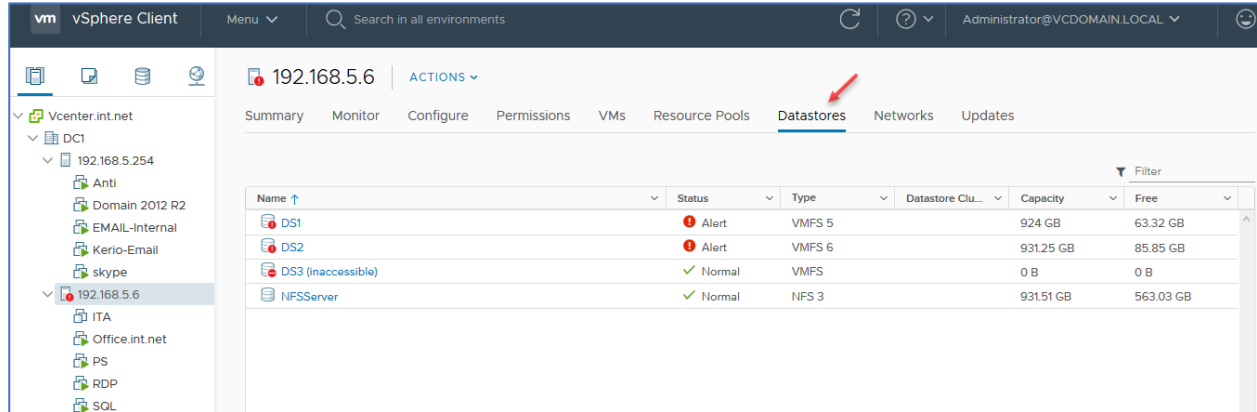 vm vSphere Client Menu Search in all environments Administrator@VCDOMAIN.LOCAL
192.168.5.6 ACTIONS
Summary Monitor Configure Permissions VMs Resource Pools Datastores Networks Updates
Vcenter.int.net
DC1
192.168.5.254
Anti
Domain 2012 R2
EMAIL-Internal
Kerio-Email
skype
192.168.5.6
ITA
Office.int.net
PS
RDP
SQL
Filter
Name Status Type Datastore Clu... Capacity Free
DS1 Alert VMFS 5 924 GB 63.32 GB
DS2 Alert VMFS 6 931.25 GB 85.85 GB
DS3 (inaccessible) Normal VMFS 0 B 0 B
NFSServer Normal NFS 3 931.51 GB 563.03 GB